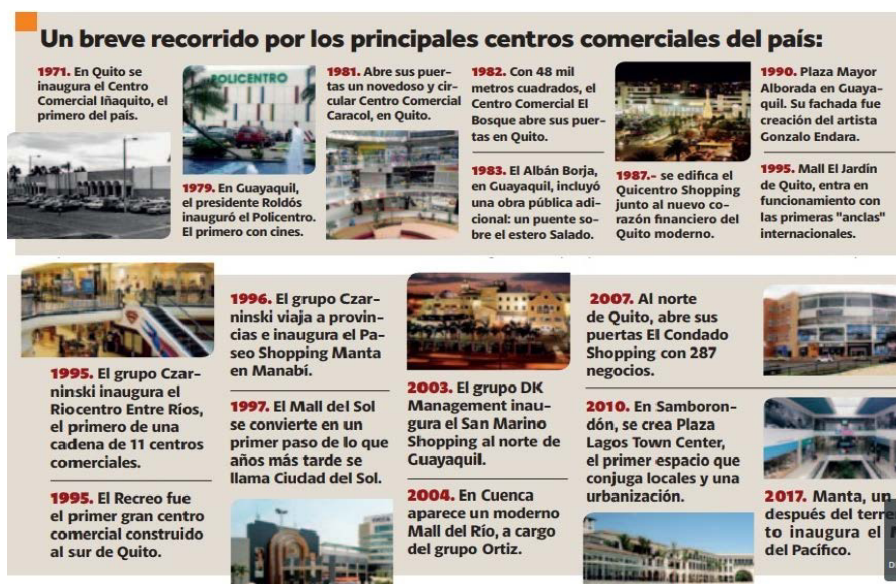 Un breve recorrido por los principales centros comerciales del país:
1971. En Quito se
inaugura el Centro
Comercial Iñaquito, el
primero del país.
POLICENTRO
1979. En Guayaquil,
el presidente Roldós
inauguró el Policentro.
El primero con cines.
1981. Abre sus puer-
tas un novedoso y cir-
cular Centro Comercial
Caracol, en Quito.
1982. Con 48 mil
metros cuadrados, el
Centro Comercial El
Bosque abre sus puer-
tas en Quito.
1983. El Albán Borja,
en Guayaquil, incluyó
una obra pública adi-
cional: un puente so-
bre el estero Salado.
1987.- se edifica el
Quicentro Shopping
junto al nuevo co-
razón financiero del
Quito moderno.
1990. Plaza Mayor
Alborada en Guaya-
quil. Su fachada fue
creación del artista
Gonzalo Endara.
1995. Mall El Jardín
de Quito, entra en
funcionamiento con
las primeras "anclas"
internacionales.
1995. El grupo Czar-
ninski inaugura el
Riocentro Entre Ríos,
el primero de una
cadena de 11 centros
comerciales.
1995. El Recreo fue
el primer gran centro
comercial construido
al sur de Quito.
1996. El grupo Czar-
ninski viaja a provin-
cias e inaugura el Pa-
seo Shopping Manta
en Manabí.
1997. El Mall del Sol
se convierte en un
primer paso de lo que
años más tarde se
llama Ciudad del Sol.
2003. El grupo DK
Management inau-
gura el San Marino
Shopping al norte de
Guayaquil.
2004. En Cuenca
aparece un moderno
Mall del Río, a cargo
del grupo Ortiz.
2007. Al norte
de Quito, abre sus
puertas El Condado
Shopping con 287
negocios.
2010. En Samboron-
dón, se crea Plaza
Lagos Town Center,
el primer espacio que
conjuga locales y una
urbanización.
2017. Manta, un
después del terre
to inaugura el
del Pacífico.